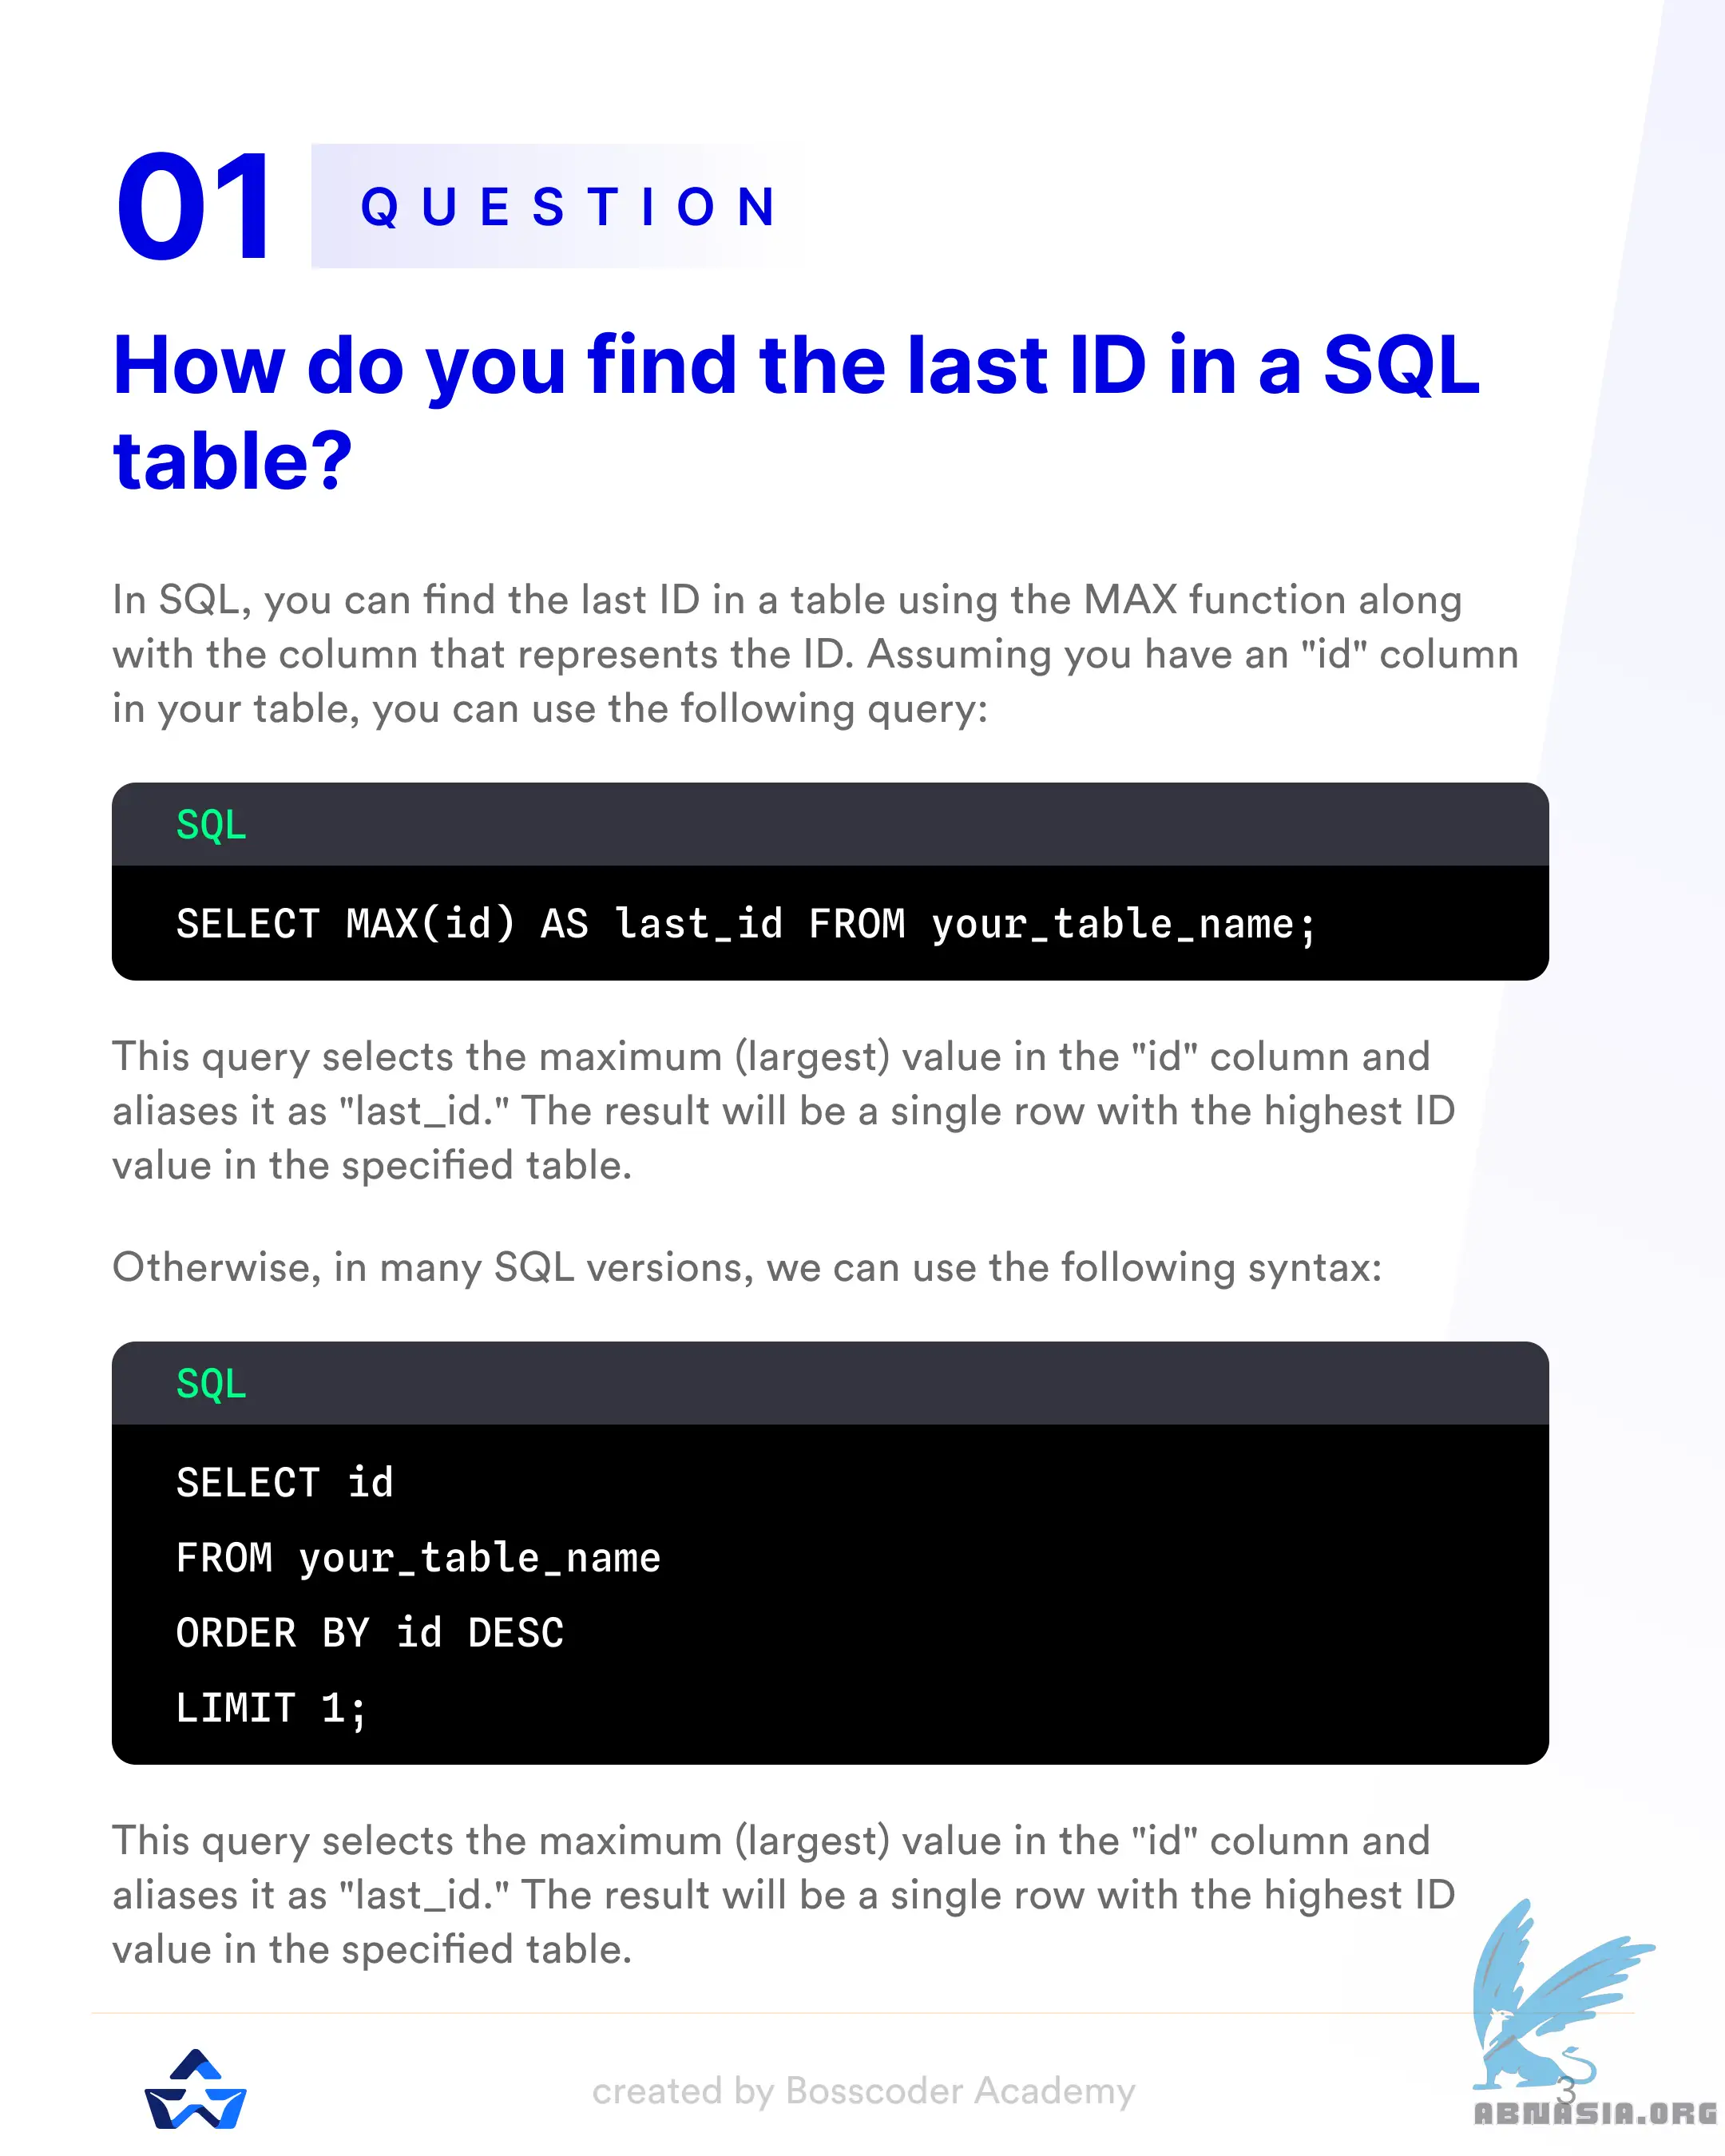 01 QUESTION
How do you find the last ID in a SQL
table?
In SQL, you can find the last ID in a table using the MAX function along
with the column that represents the ID. Assuming you have an "id" column
in your table, you can use the following query:
SQL
SELECT MAX(id) AS last_id FROM your_table_name;
This query selects the maximum (largest) value in the "id" column and
aliases it as "last_id." The result will be a single row with the highest ID
value in the specified table.
Otherwise, in many SQL versions, we can use the following syntax:
SQL
SELECT id
FROM your_table_name
ORDER BY id DESC
LIMIT 1;
This query selects the maximum (largest) value in the "id" column and
aliases it as "last_id." The result will be a single row with the highest ID
value in the specified table.
created by Bosscoder Academy
3
ABNASIA.ORG